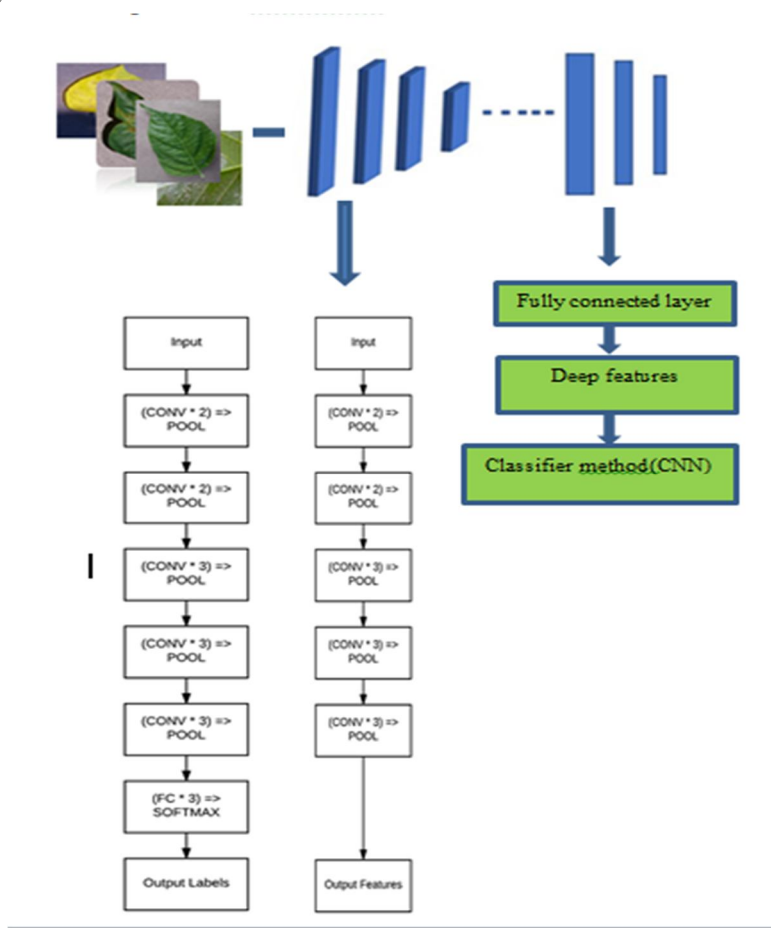 Input
(CONV * 2) =>
POOL
(CONV * 2) =>
POOL
(CONV * 3) =>
POOL
(CONV * 3) =>
POOL
(CONV * 3) =>
POOL
(FC * 3) =>
SOFTMAX
Output Labels
Input
(CONV * 2) =>
POOL
(CONV * 2) =>
POOL
(CONV * 3) =>
POOL
(CONV * 3) =>
POOL
(CONV * 3) =>
POOL
Output Features
Fully connected layer
Deep features
Classifier method(CNN)